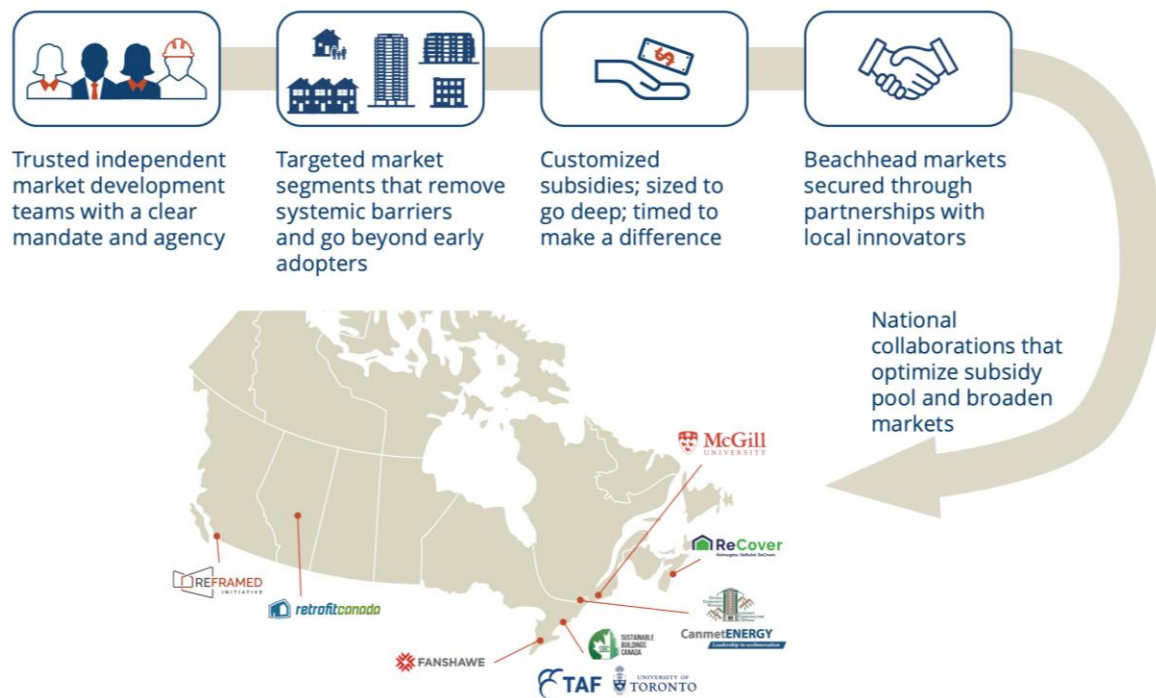 Trusted independent
market development
teams with a clear
mandate and agency
Targeted market
segments that remove
systemic barriers
and go beyond early
adopters
Customized
subsidies; sized to
go deep; timed to
make a difference
Beachhead markets
secured through
partnerships with
local innovators
National
collaborations that
optimize subsidy
pool and broaden
markets
McGill
UNIVERSITY
ReCover
REFRAMED
INITIATIVE
retrofitcanada
CanmetENERGY
Leadership in ecoInnovation
FANSHAWE
SBC
SUSTAINABLE
BUILDINGS
CANADA
TAF
UNIVERSITY OF
TORONTO